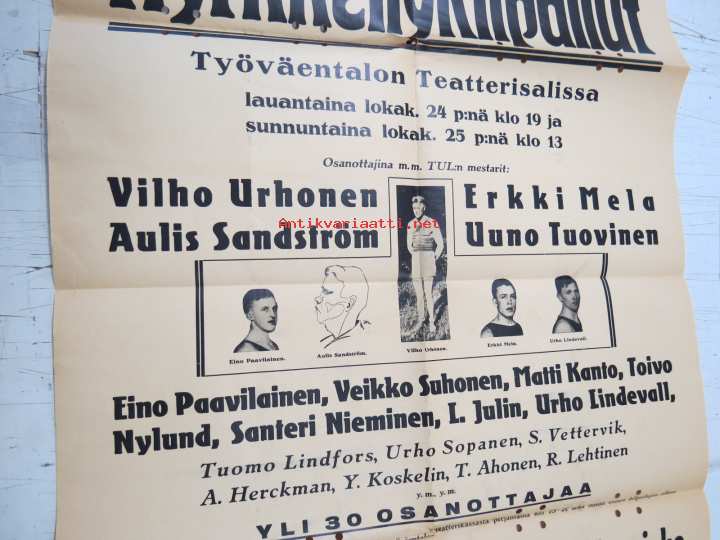 Nyrkkeilykilpailut
Työväentalon Teatterisalissa
lauantaina lokak. 24 p:nä klo 19 ja
sunnuntaina lokak. 25 p:nä klo 13
Osanottajina m.m. TUL:n mestarit:
Vilho Urhonen Erkki Mela
Aulis Sandström Uuno Tuovinen
Antikvariaatti.net
Eino Paavilainen. Aulis Sandström. Vilho Urhonen. Erkki Mela. Urho Lindevall.
Eino Paavilainen, Veikko Suhonen, Matti Kanto, Toivo
Nylund, Santeri Nieminen, L. Julin, Urho Lindevall,
Tuomo Lindfors, Urho Sopanen, S. Vettervik,
A. Herckman, Y. Koskelin, T. Ahonen, R. Lehtinen
y.m., y.m.
YLI 30 OSANOTTAJAA